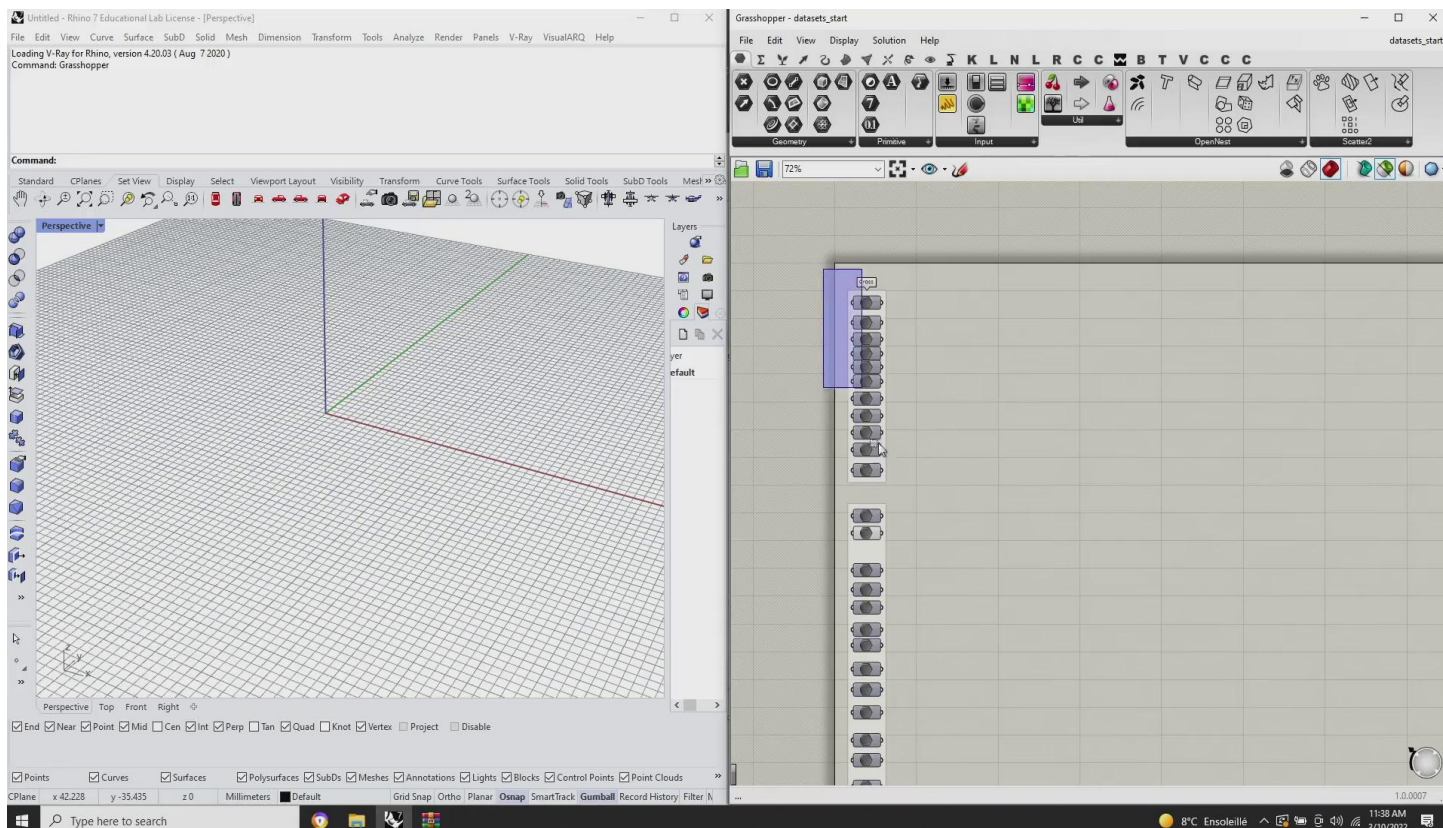 Untitled - Rhino 7 Educational Lab License - [Perspective]
File Edit View Curve Surface SubD Solid Mesh Dimension Transform Tools Analyze Render Panels V-Ray VisualARQ Help
Loading V-Ray for Rhino, version 4.20.03 ( Aug 7 2020 )
Command: Grasshopper
Command:
Standard CPlanes Set View Display Select Viewport Layout Visibility Transform Curve Tools Surface Tools Solid Tools SubD Tools Mesh »
Perspective
Layers
yer
efault
z
y
x
Perspective Top Front Right
End Near Point Mid Cen Int Perp Tan Quad Knot Vertex Project Disable
Points Curves Surfaces Polysurfaces SubDs Meshes Annotations Lights Blocks Control Points Point Clouds »
CPlane x 42.228 y -35.435 z 0 Millimeters Default Grid Snap Ortho Planar Osnap SmartTrack Gumball Record History Filter
Grasshopper - datasets_start
File Edit View Display Solution Help datasets_start
K L N L R C C B T V C C C
Geometry Primitive Input Util OpenNest Scatter2
72%
...
1.0.0007
Type here to search
8°C Ensoleillé
11:38 AM
2/10/2022